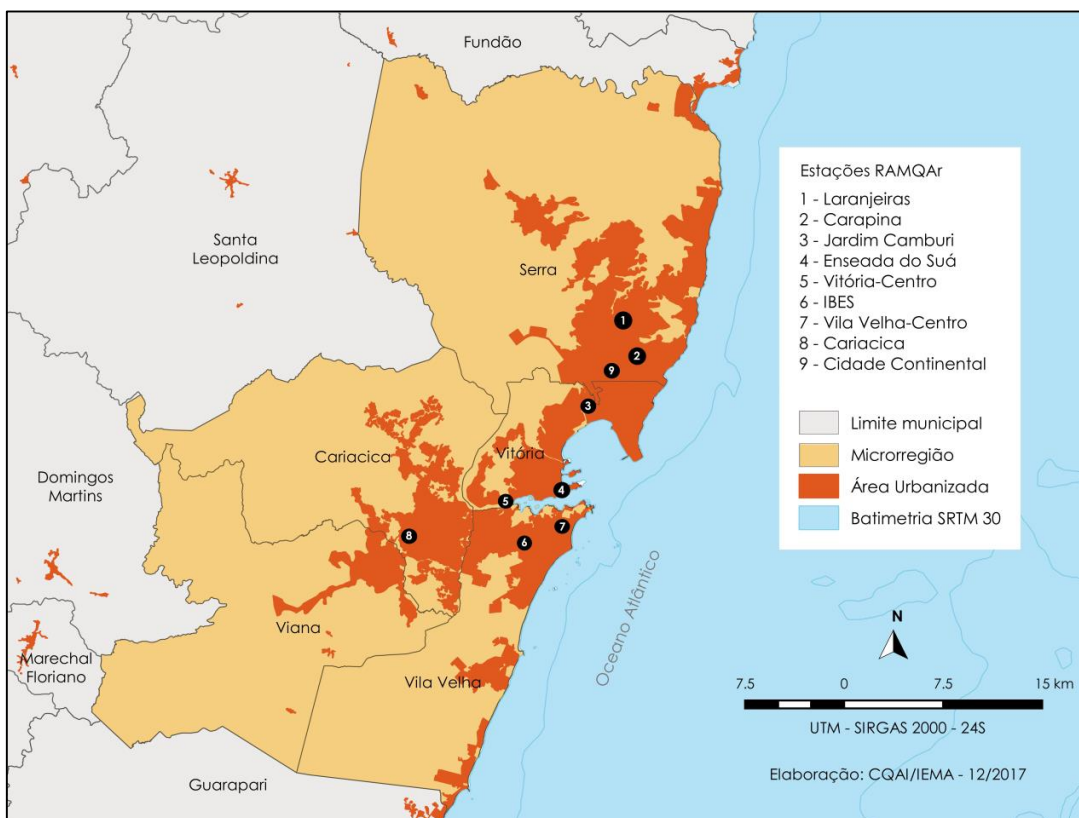 Fundão
Santa
Leopoldina
Serra
Estações RAMQAr
1 - Laranjeiras
2 - Carapina
3 - Jardim Camburi
4 - Enseada do Suá
5 - Vitória-Centro
6 - IBES
7 - Vila Velha-Centro
8 - Cariacica
9 - Cidade Continental
1
2
9
3
Limite municipal
Microrregião
Área Urbanizada
Batimetria SRTM 30
Cariacica
Vitória
Domingos
Martins
4
5
7
6
8
Oceano Atlântico
Viana
Marechal
Floriano
Vila Velha
Guarapari
N
7.5 0 7.5 15 km
UTM - SIRGAS 2000 - 24S
Elaboração: CQAI/IEMA - 12/2017